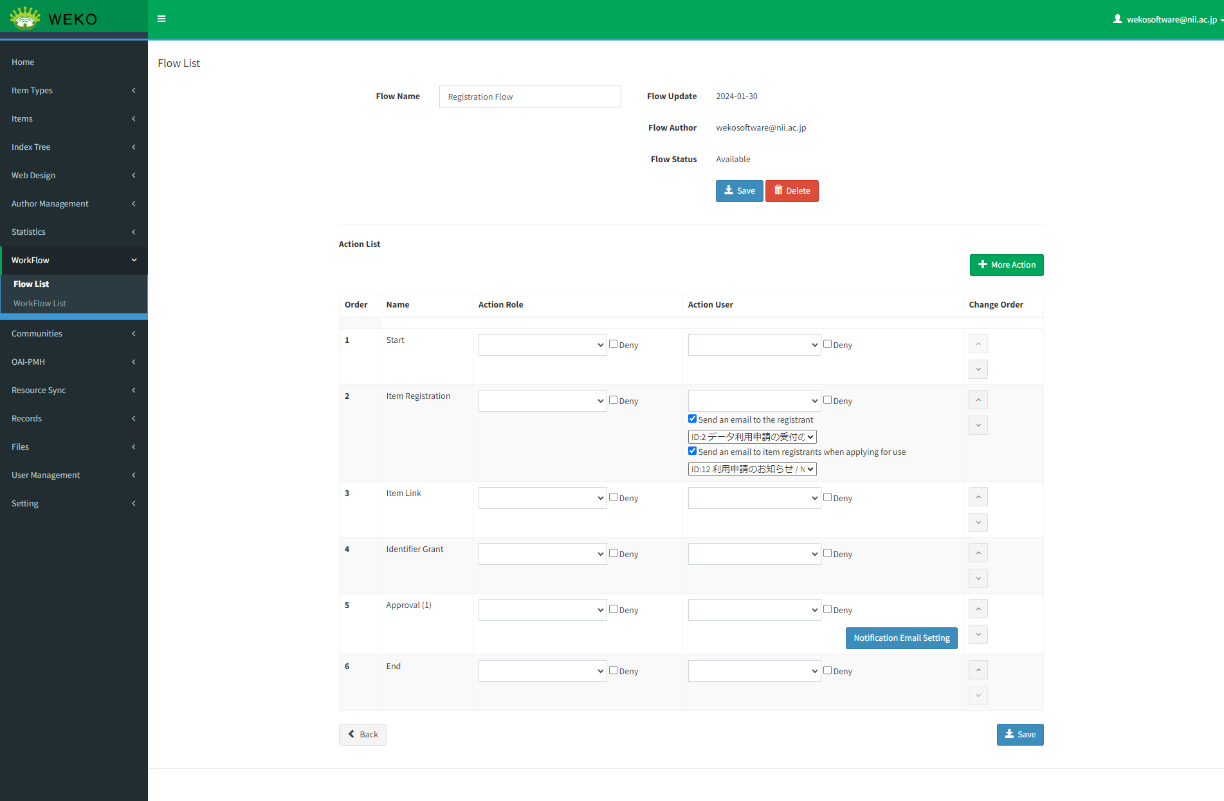 WEKO
wekosoftware@nii.ac.jp
Home
Item Types
Items
Index Tree
Web Design
Author Management
Statistics
WorkFlow
Flow List
WorkFlow List
Communities
OAI-PMH
Resource Sync
Records
Files
User Management
Setting
Flow List
Flow Name Registration Flow Flow Update 2024-01-30
Flow Author wekosoftware@nii.ac.jp
Flow Status Available
Save Delete
Action List
More Action
Order Name Action Role Action User Change Order
1 Start Deny Deny
2 Item Registration Deny Deny
Send an email to the registrant
ID:2 データ利用申請の受付の
Send an email to item registrants when applying for use
ID:12 利用申請のお知らせ / N
3 Item Link Deny Deny
4 Identifier Grant Deny Deny
5 Approval (1) Deny Deny
Notification Email Setting
6 End Deny Deny
Back Save